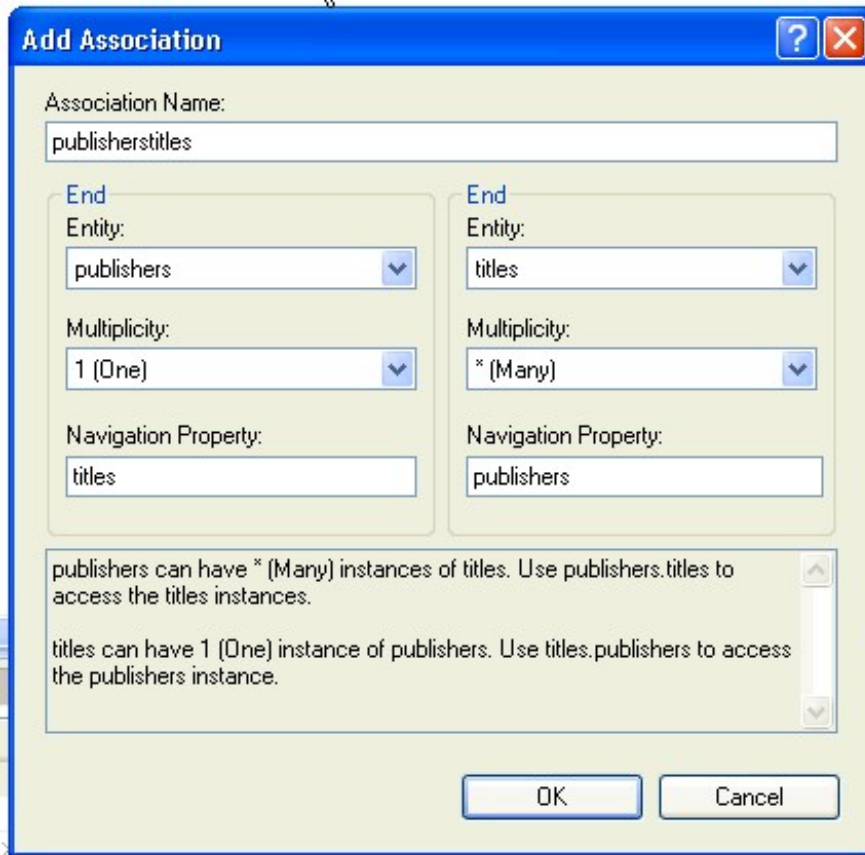 Add Association
Association Name:
publisherstitles
End
Entity:
publishers
Multiplicity:
1 (One)
Navigation Property:
titles
End
Entity:
titles
Multiplicity:
* (Many)
Navigation Property:
publishers
publishers can have * (Many) instances of titles. Use publishers.titles to
access the titles instances.
titles can have 1 (One) instance of publishers. Use titles.publishers to access
the publishers instance.
OK
Cancel